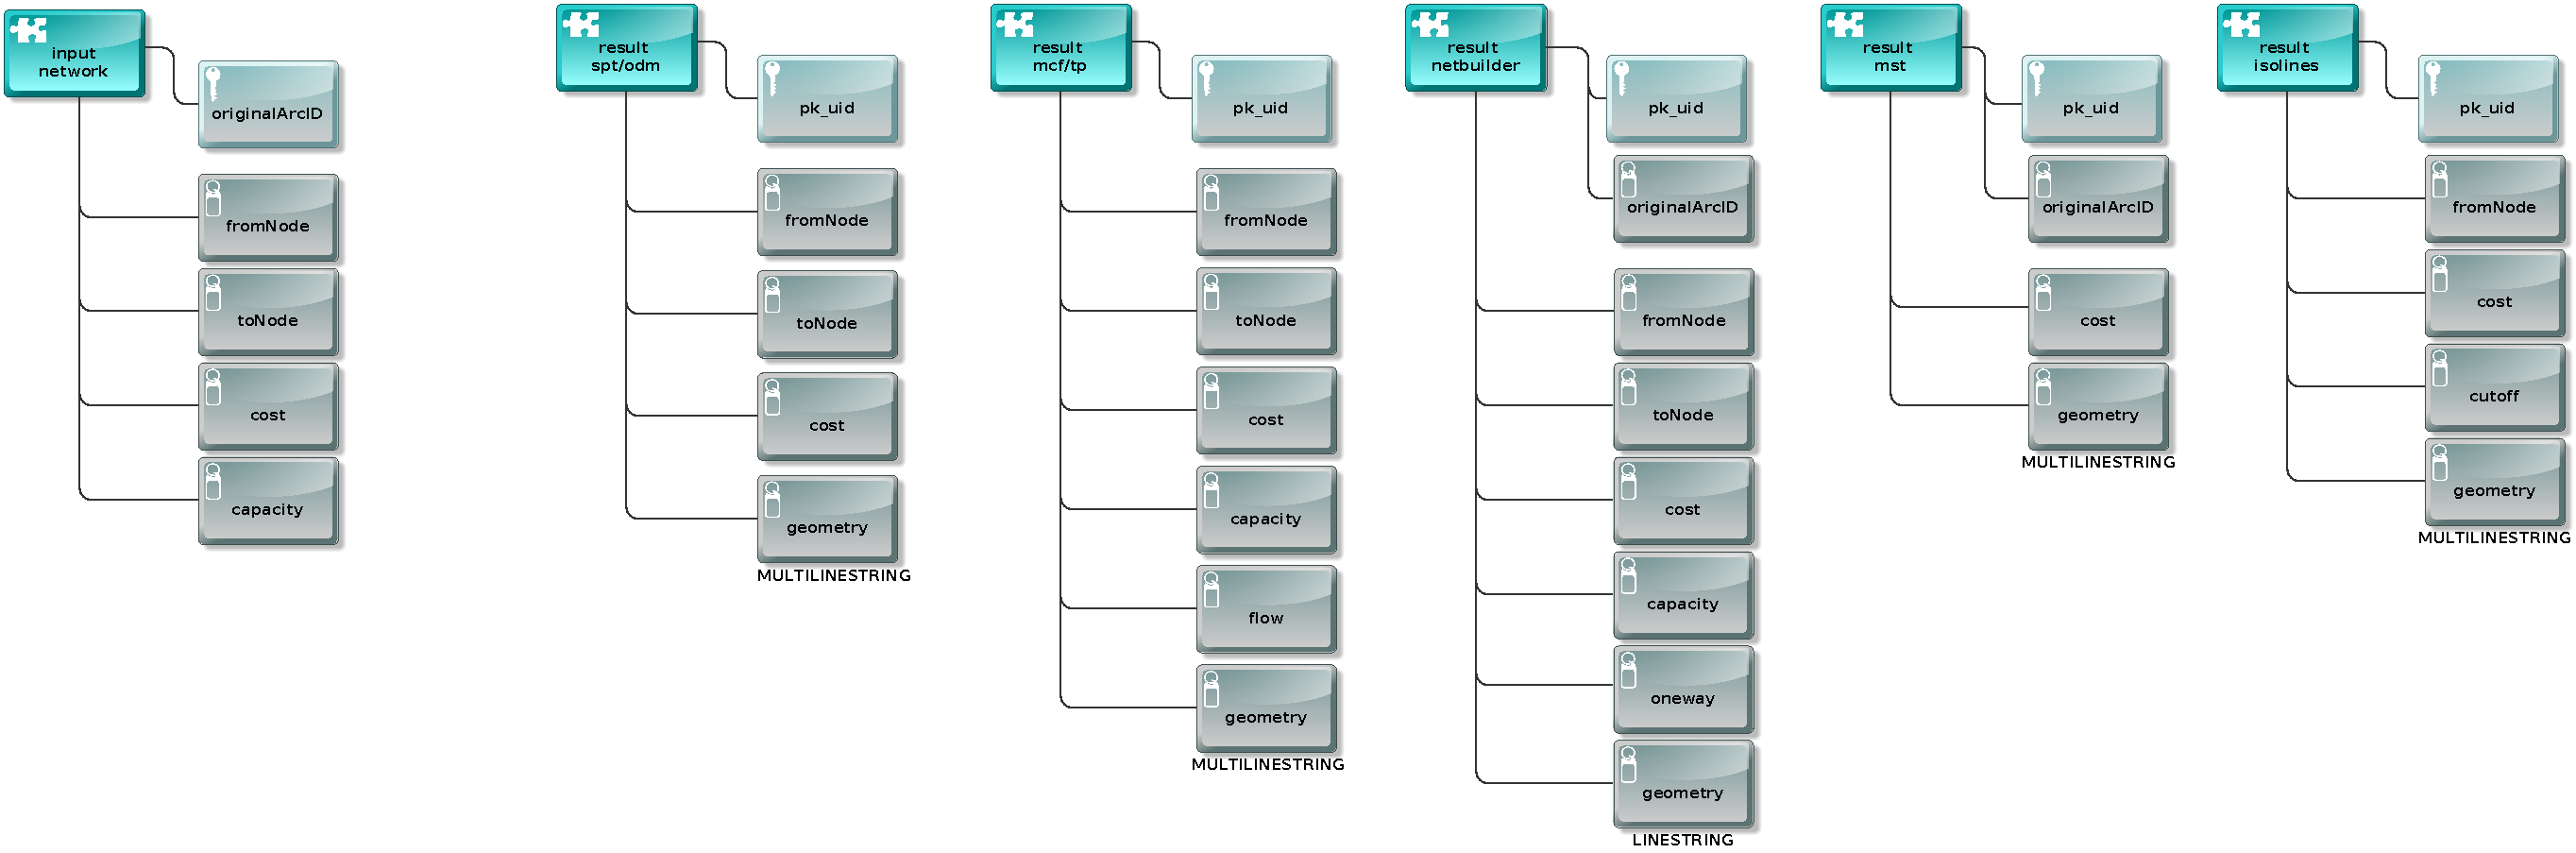 input
network
originalArcID
fromNode
toNode
cost
capacity
result
spt/odm
pk_uid
fromNode
toNode
cost
geometry
MULTILINESTRING
result
mcf/tp
pk_uid
fromNode
toNode
cost
capacity
flow
geometry
MULTILINESTRING
result
netbuilder
pk_uid
originalArcID
fromNode
toNode
cost
capacity
oneway
geometry
LINESTRING
result
mst
pk_uid
originalArcID
cost
geometry
MULTILINESTRING
result
isolines
pk_uid
fromNode
cost
cutoff
geometry
MULTILINESTRING